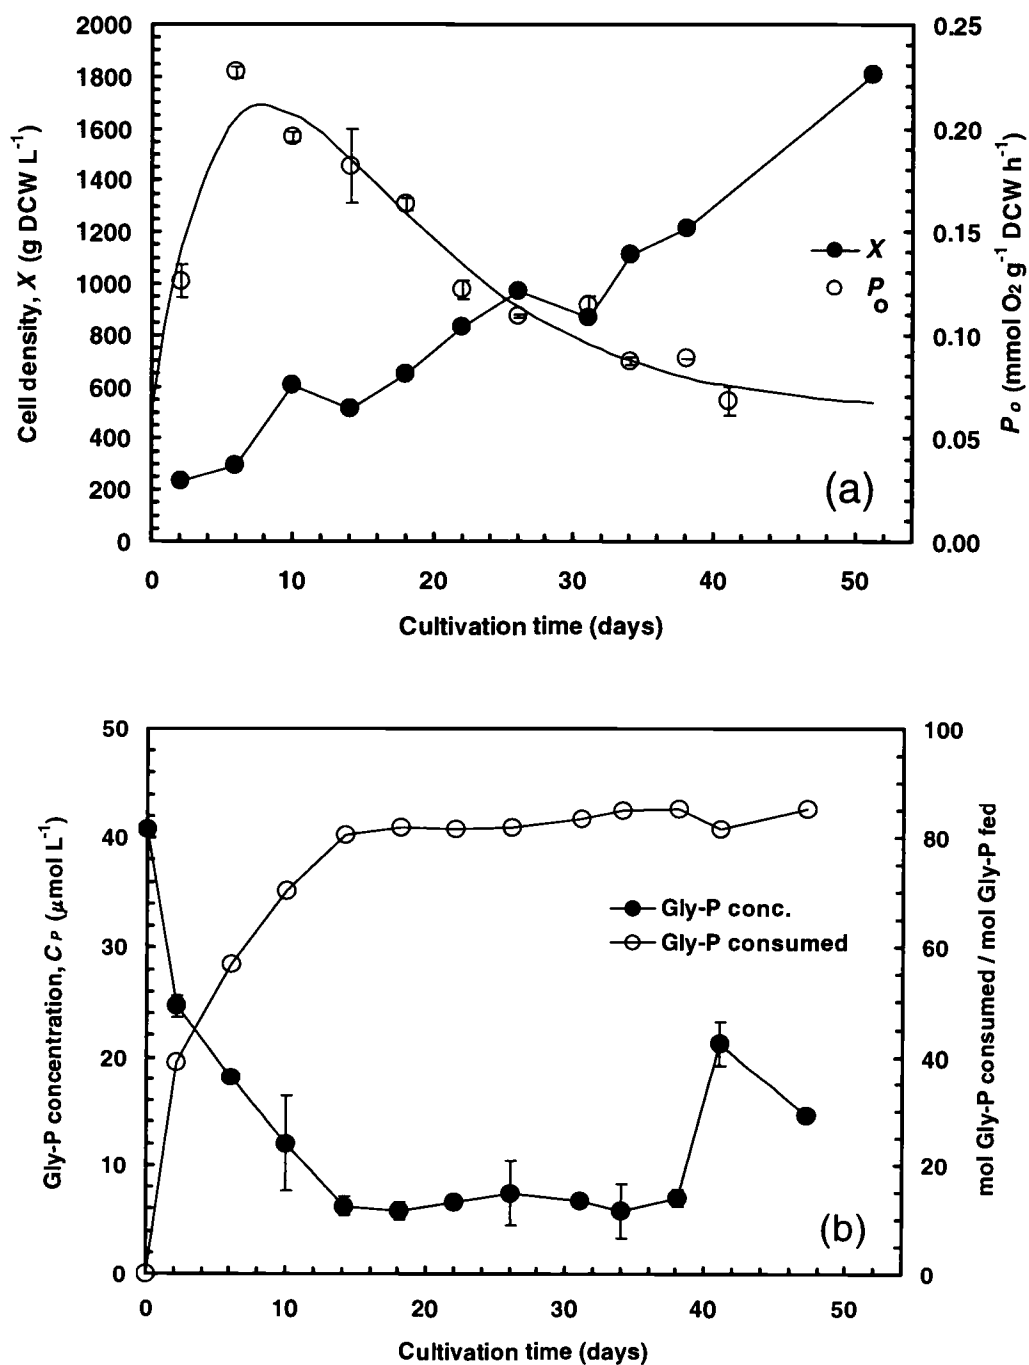 2000
1800
1600
1400
1200
1000
800
600
400
200
0
Cell density, X (g DCW L⁻¹)
0.25
0.20
0.15
0.10
0.05
0.00
P o (mmol O₂ g⁻¹ DCW h⁻¹)
X
P o
(a)
0 10 20 30 40 50
Cultivation time (days)
50
40
30
20
10
0
Gly-P concentration, C P (μmol L⁻¹)
100
80
60
40
20
0
mol Gly-P consumed / mol Gly-P fed
Gly-P conc.
Gly-P consumed
(b)
0 10 20 30 40 50
Cultivation time (days)